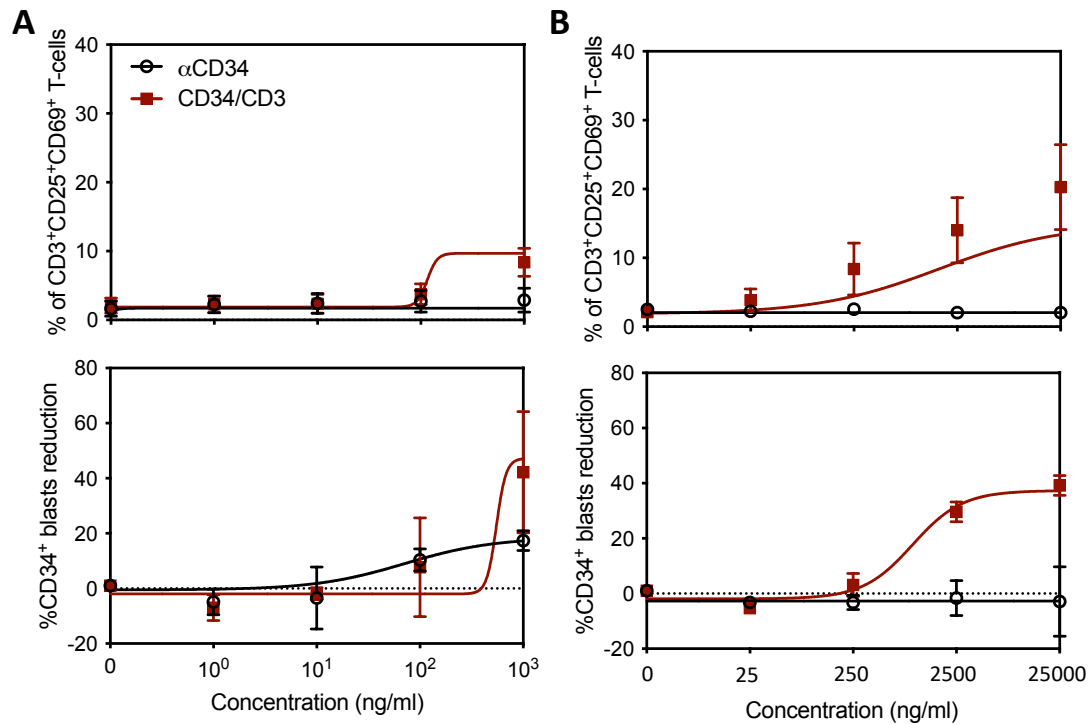 A
% of CD3⁺CD25⁺CD69⁺ T-cells
40
30
20
10
0
αCD34
CD34/CD3
%CD34⁺ blasts reduction
80
60
40
20
0
-20
0 10⁰ 10¹ 10² 10³
Concentration (ng/ml)
B
% of CD3⁺CD25⁺CD69⁺ T-cells
40
30
20
10
0
%CD34⁺ blasts reduction
80
60
40
20
0
-20
0 25 250 2500 25000
Concentration (ng/ml)